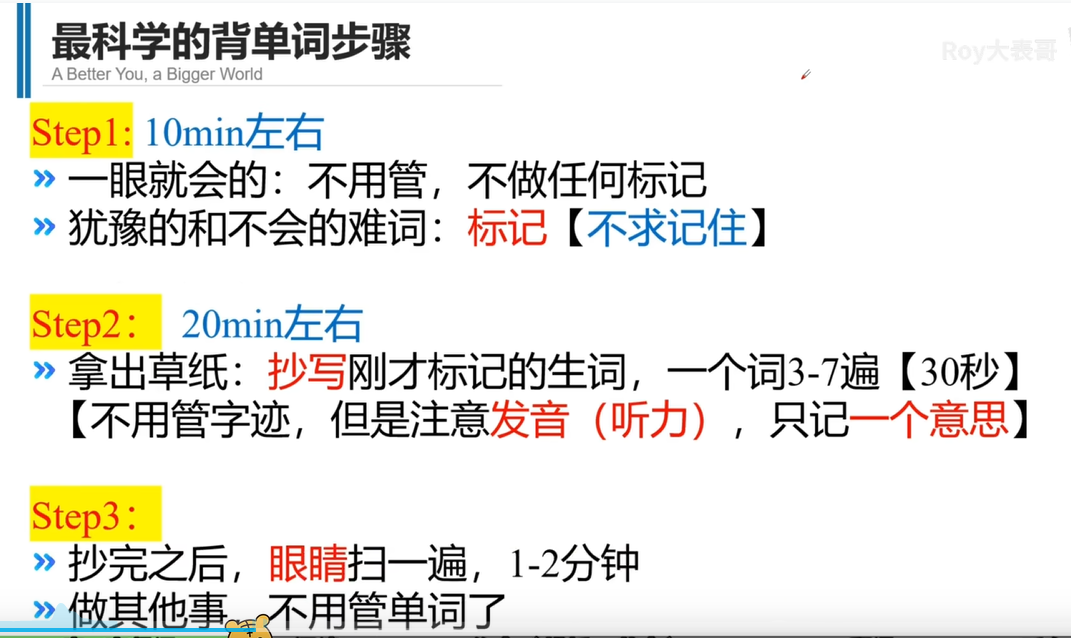 最科学的背单词步骤
A Better You, a Bigger World
Roy大表哥
Step1: 10min左右
» 一眼就会的：不用管，不做任何标记
» 犹豫的和不会的难词：标记【不求记住】
Step2： 20min左右
» 拿出草纸：抄写刚才标记的生词，一个词3-7遍【30秒】
【不用管字迹，但是注意发音（听力），只记一个意思】
Step3：
» 抄完之后，眼睛扫一遍，1-2分钟
» 做其他事，不用管单词了